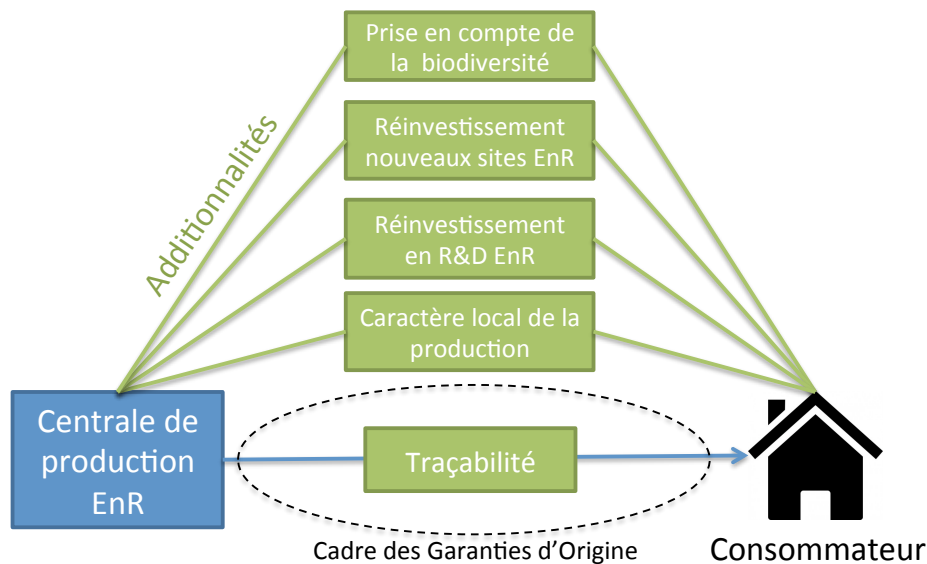 Prise en compte de
la biodiversité
Additionnalités
Réinvestissement
nouveaux sites EnR
Réinvestissement
en R&D EnR
Caractère local de la
production
Centrale de
production
EnR
Traçabilité
Cadre des Garanties d’Origine
Consommateur